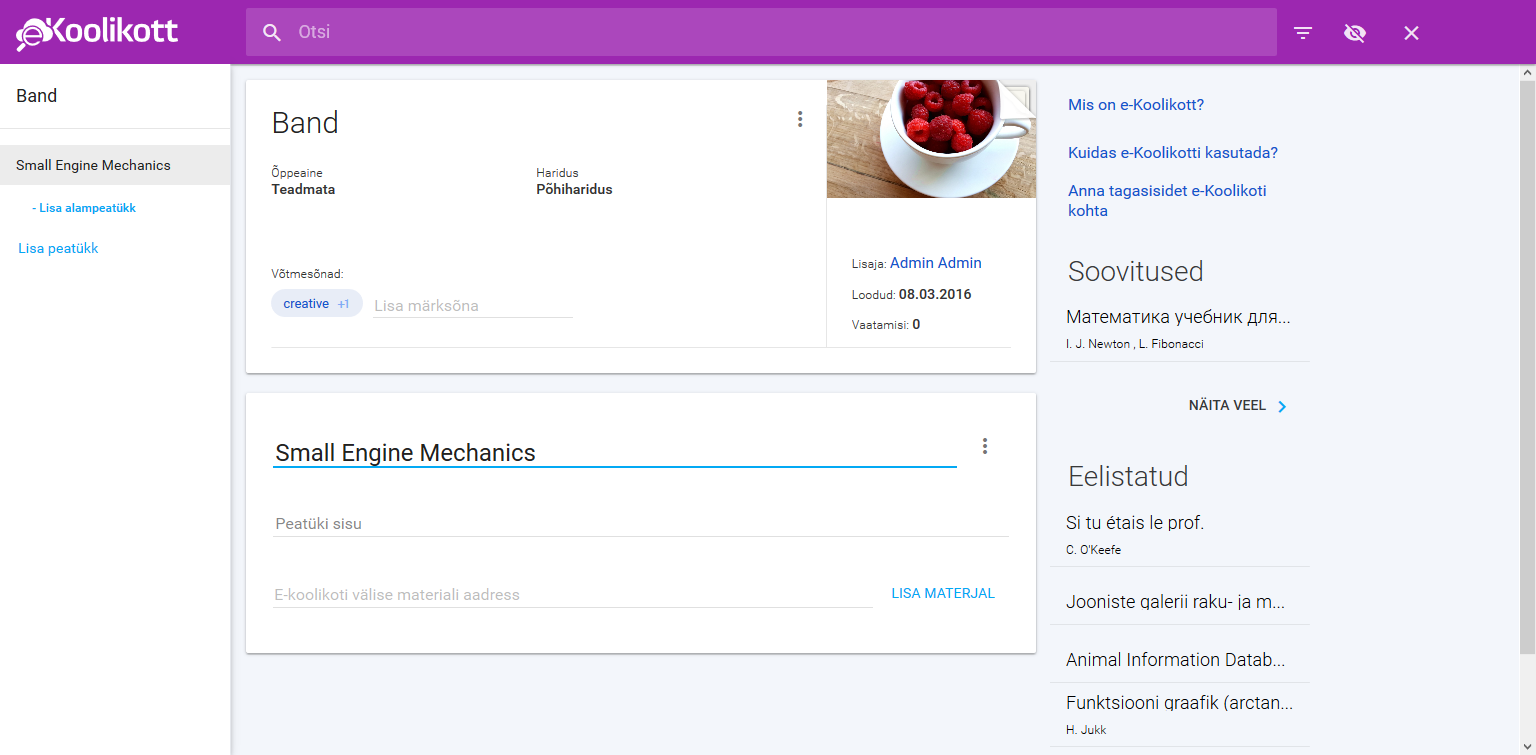 eKoolikott
Otsi
Band
Small Engine Mechanics
- Lisa alampeatükk
Lisa peatükk
Band
Õppeaine
Teadmata
Haridus
Põhiharidus
Võtmesõnad:
creative +1
Lisa märksõna
Lisaja: Admin Admin
Loodud: 08.03.2016
Vaatamisi: 0
Small Engine Mechanics
Peatüki sisu
E-koolikoti välise materiali aadress
LISA MATERJAL
Mis on e-Koolikott?
Kuidas e-Koolikotti kasutada?
Anna tagasisidet e-Koolikoti
kohta
Soovitused
Математика учебник для...
I. J. Newton , L. Fibonacci
NÄITA VEEL
Eelistatud
Si tu étais le prof.
C. O'Keefe
Jooniste galerii raku- ja m...
Animal Information Datab...
Funktsiooni graafik (arctan...
H. Jukk